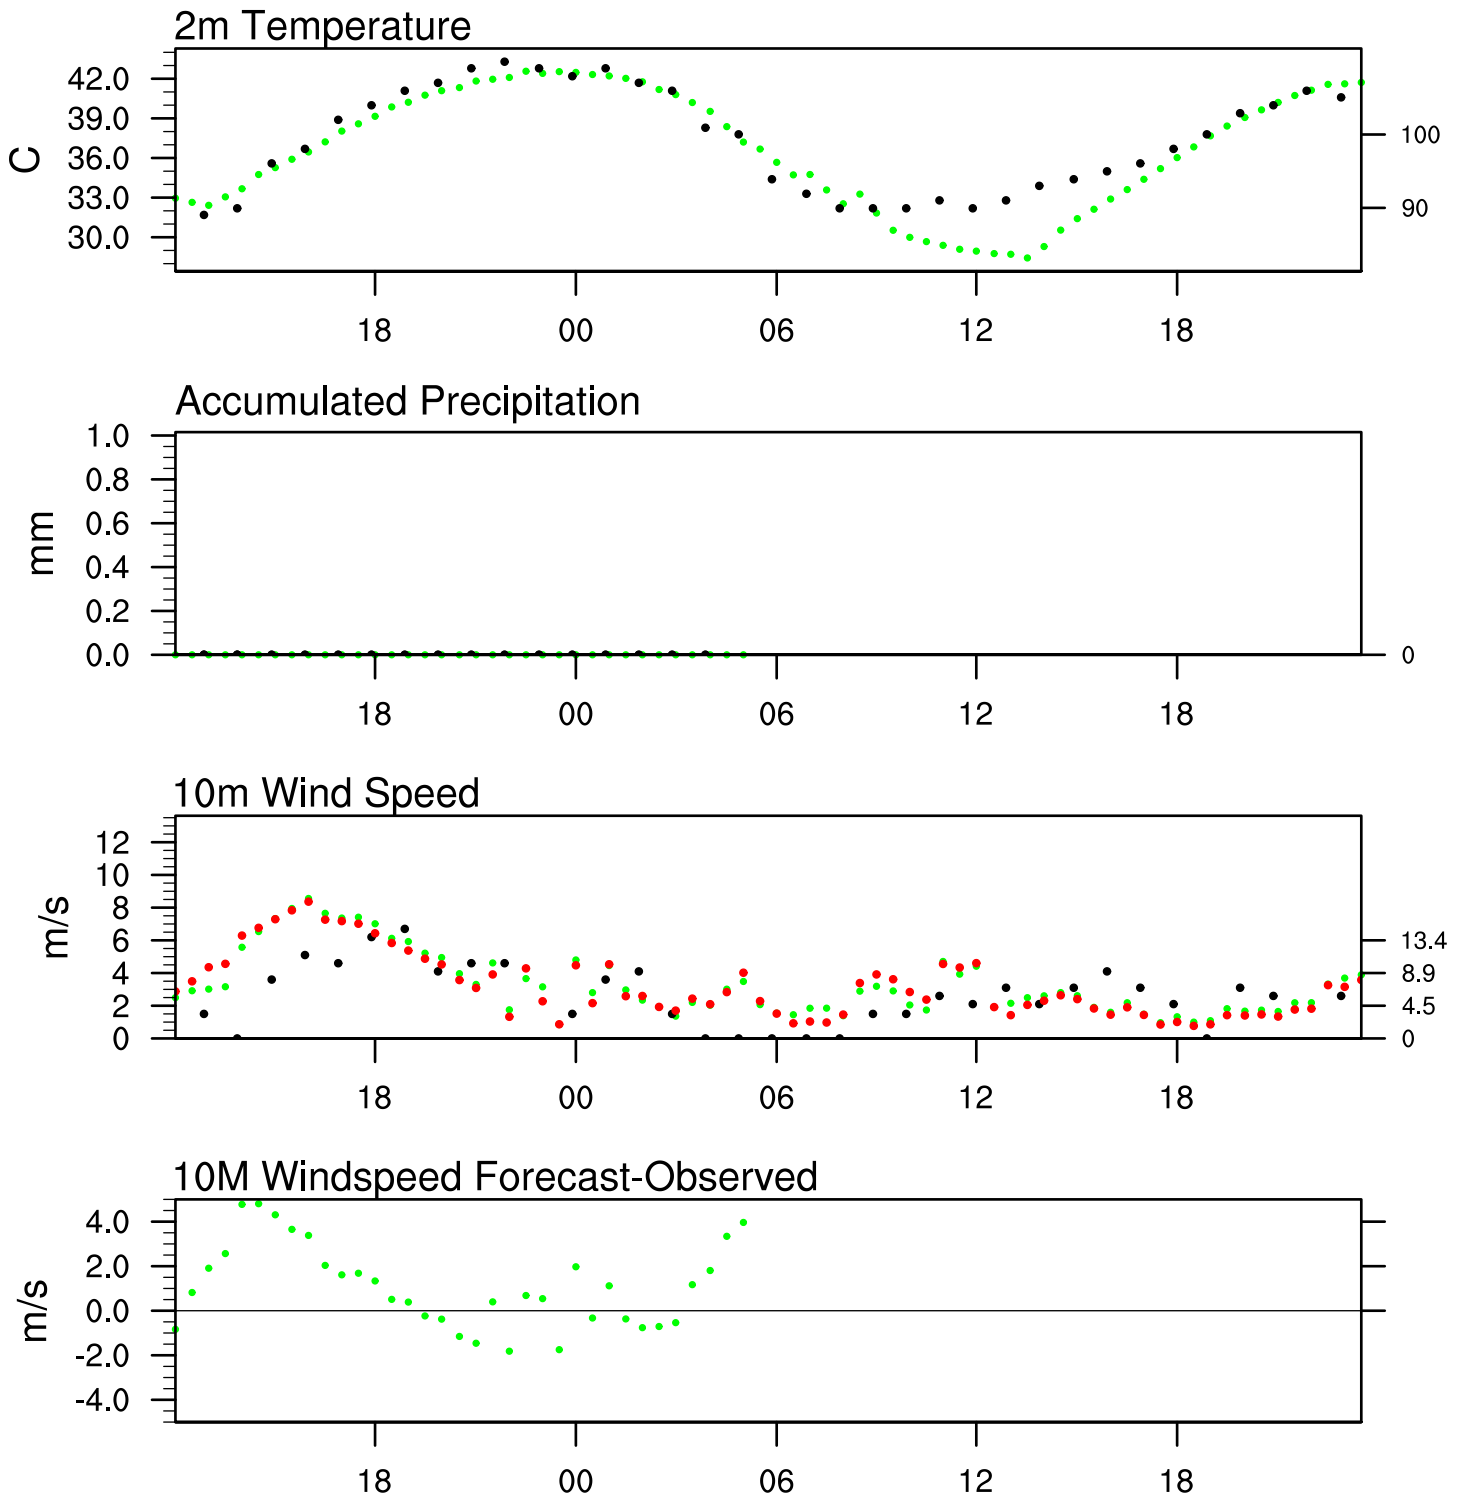 2m Temperature
42.0
39.0
36.0
33.0
30.0
C
100
90
18 00 06 12 18
Accumulated Precipitation
1.0
0.8
0.6
0.4
0.2
0.0
mm
0
18 00 06 12 18
10m Wind Speed
12
10
8
6
4
2
0
m/s
13.4
8.9
4.5
0
18 00 06 12 18
10M Windspeed Forecast-Observed
4.0
2.0
0.0
-2.0
-4.0
m/s
18 00 06 12 18